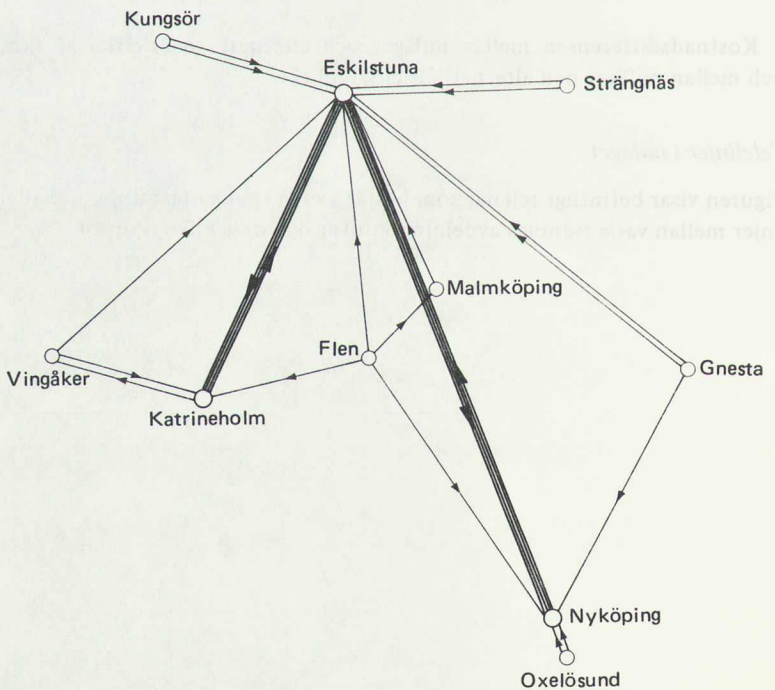 Kungsör
Eskilstuna
Strängnäs
Malmköping
Flen
Gnesta
Vingåker
Katrineholm
Nyköping
Oxelösund